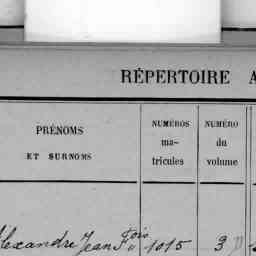 RÉPERTOIRE A
PRÉNOMS
ET SURNOMS
NUMÉROS
ma-
tricules
NUMÉRO
du
volume
Alexandre Jean Fois 1015 3